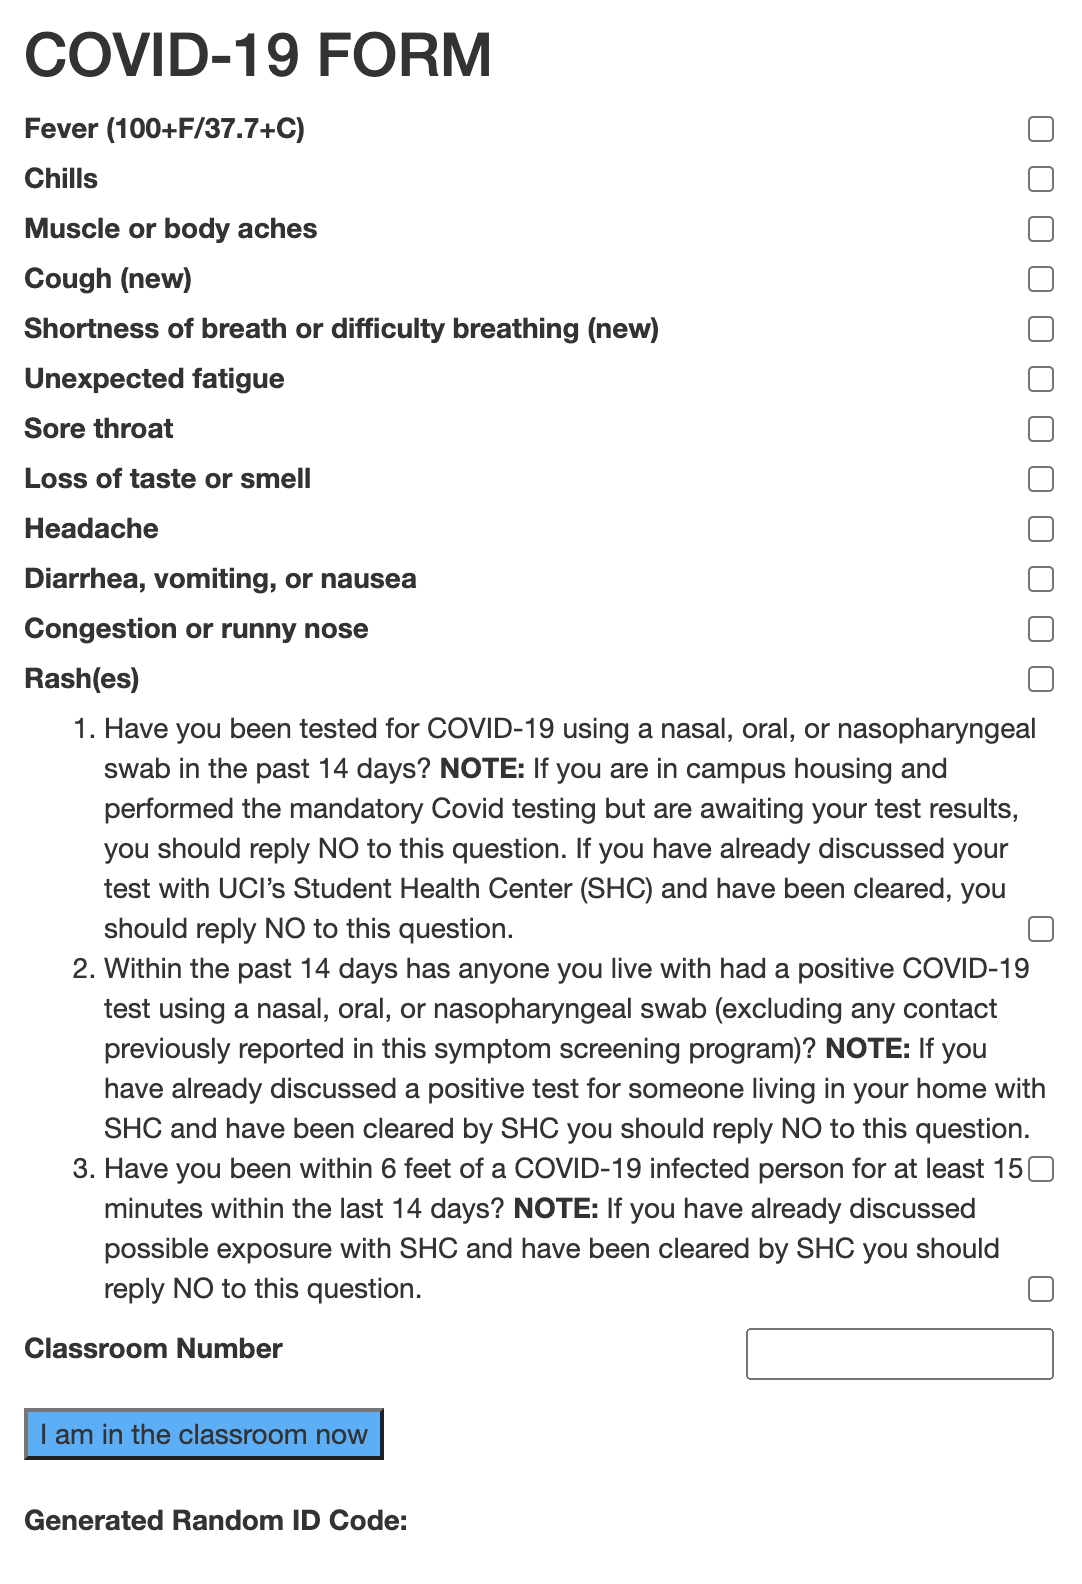 COVID-19 FORM
Fever (100+F/37.7+C)
Chills
Muscle or body aches
Cough (new)
Shortness of breath or difficulty breathing (new)
Unexpected fatigue
Sore throat
Loss of taste or smell
Headache
Diarrhea, vomiting, or nausea
Congestion or runny nose
Rash(es)
1. Have you been tested for COVID-19 using a nasal, oral, or nasopharyngeal
swab in the past 14 days? NOTE: If you are in campus housing and
performed the mandatory Covid testing but are awaiting your test results,
you should reply NO to this question. If you have already discussed your
test with UCI’s Student Health Center (SHC) and have been cleared, you
should reply NO to this question.
2. Within the past 14 days has anyone you live with had a positive COVID-19
test using a nasal, oral, or nasopharyngeal swab (excluding any contact
previously reported in this symptom screening program)? NOTE: If you
have already discussed a positive test for someone living in your home with
SHC and have been cleared by SHC you should reply NO to this question.
3. Have you been within 6 feet of a COVID-19 infected person for at least 15
minutes within the last 14 days? NOTE: If you have already discussed
possible exposure with SHC and have been cleared by SHC you should
reply NO to this question.
Classroom Number
I am in the classroom now
Generated Random ID Code: